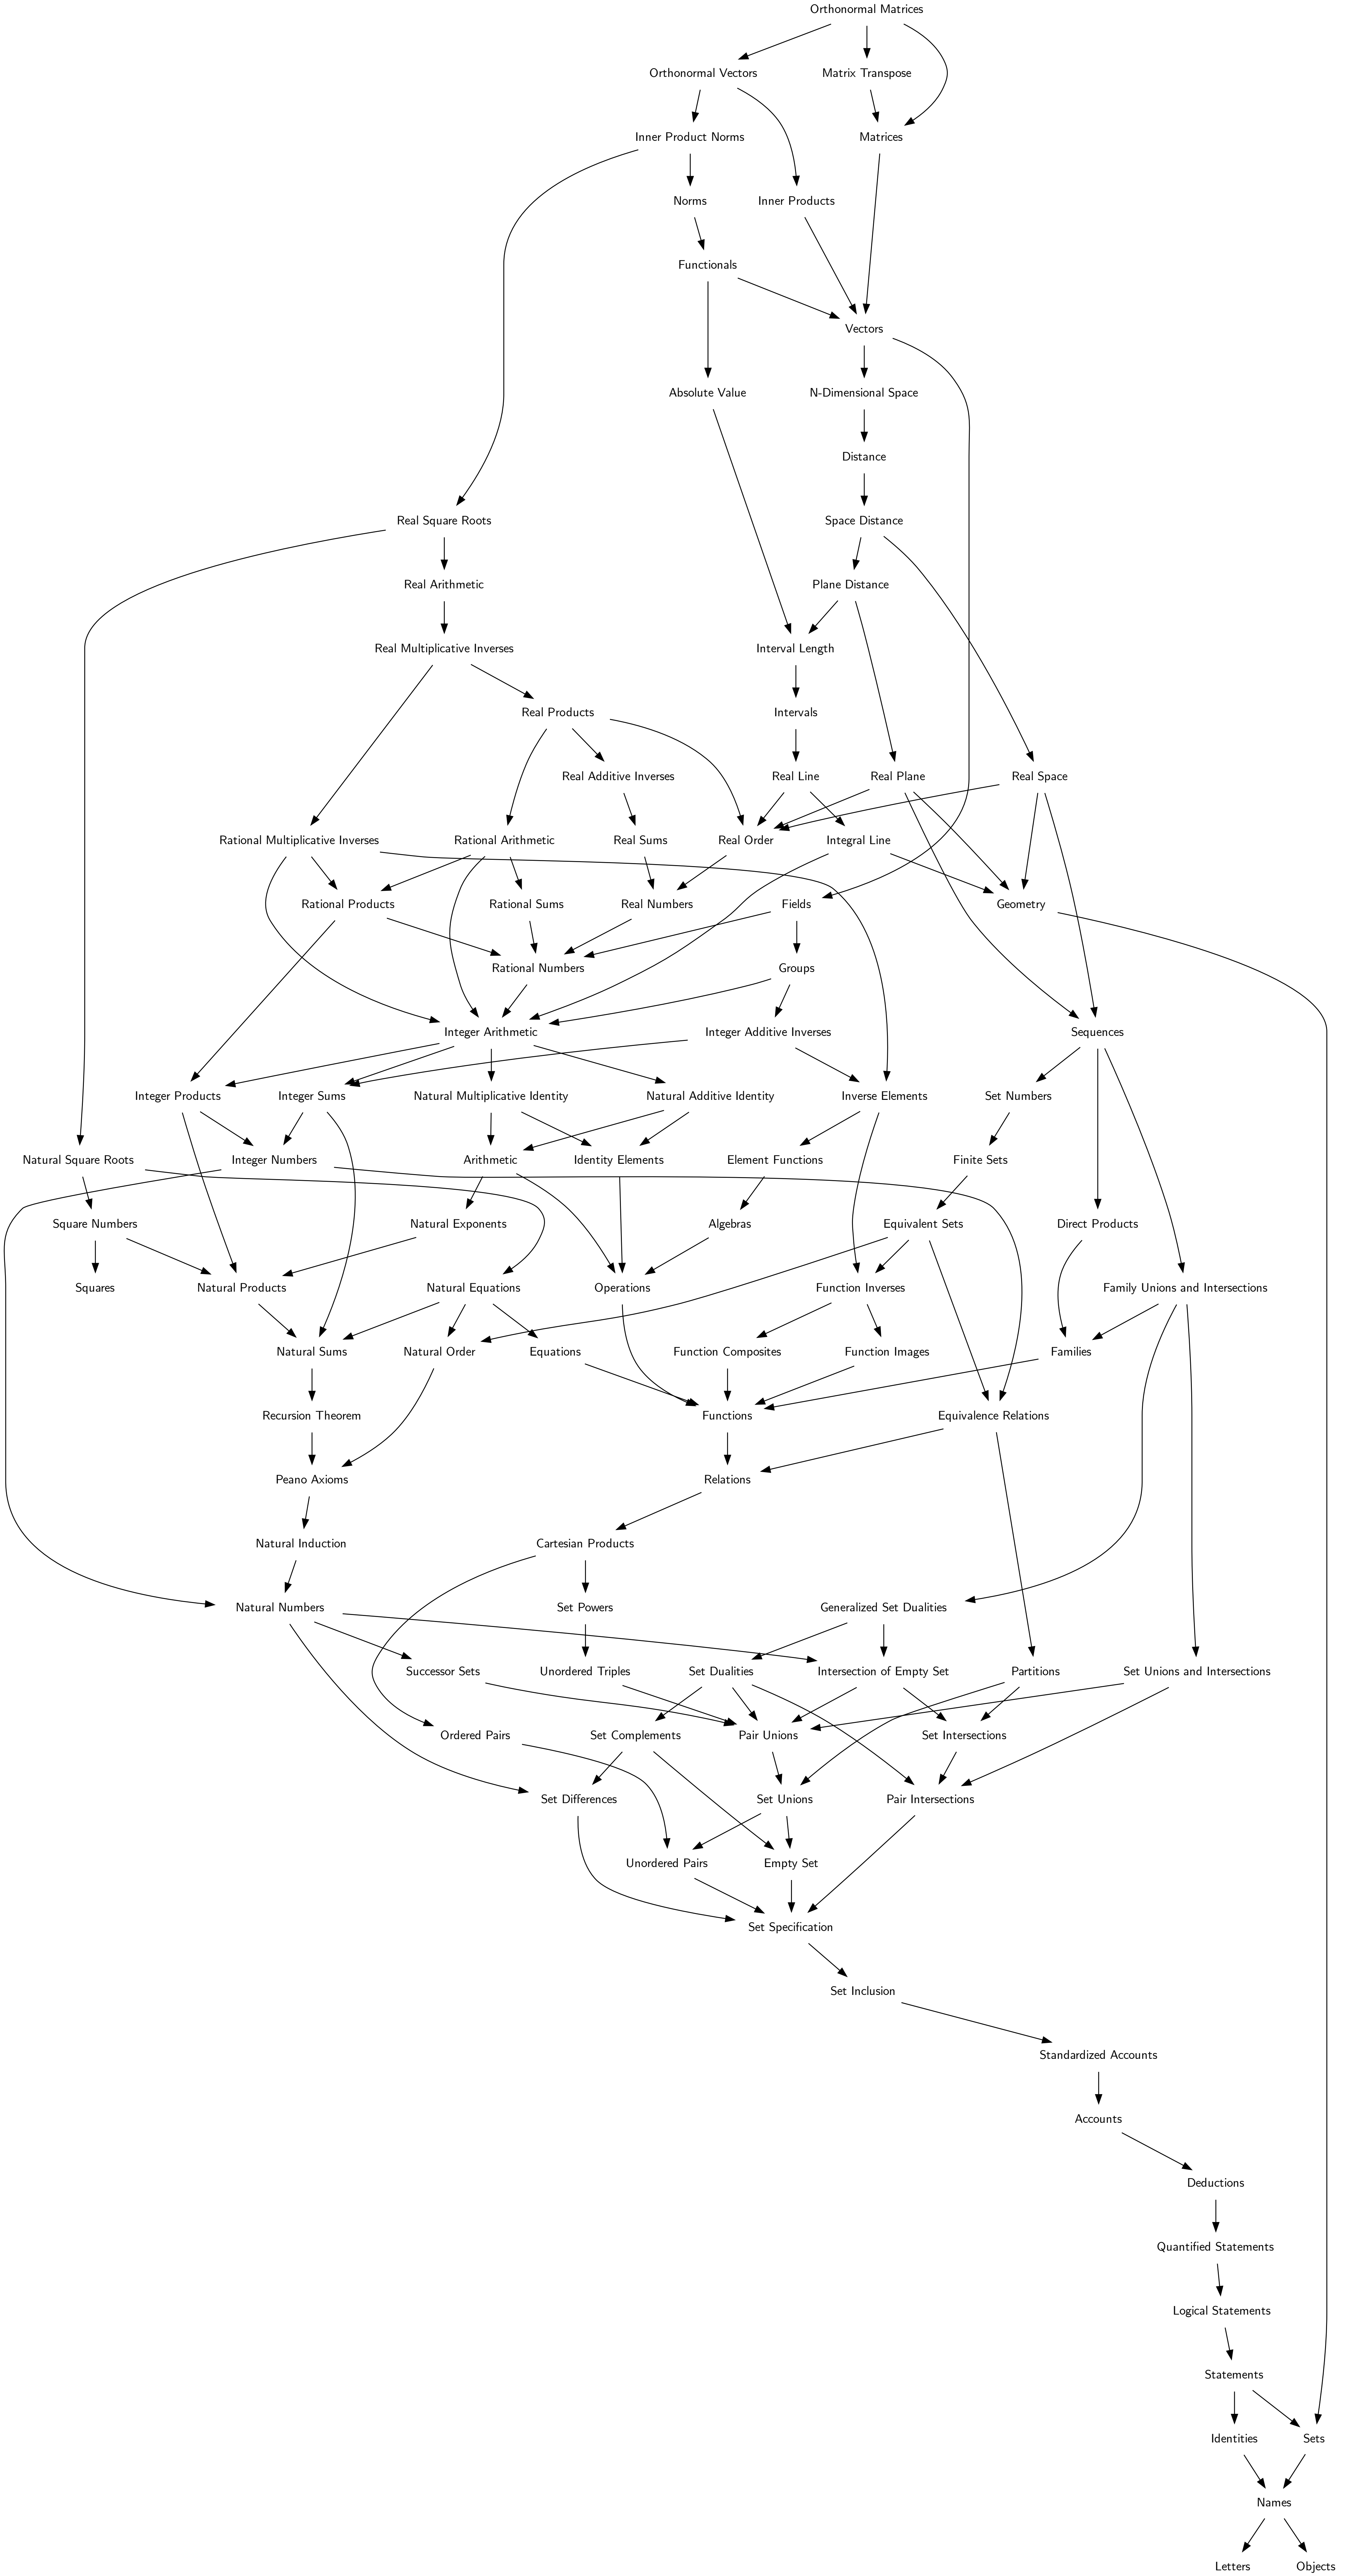 Orthonormal Matrices
Orthonormal Vectors
Matrix Transpose
Inner Product Norms
Matrices
Norms
Inner Products
Functionals
Vectors
Absolute Value
N-Dimensional Space
Distance
Real Square Roots
Space Distance
Real Arithmetic
Plane Distance
Real Multiplicative Inverses
Interval Length
Real Products
Intervals
Real Additive Inverses
Real Line
Real Plane
Real Space
Rational Multiplicative Inverses
Rational Arithmetic
Real Sums
Real Order
Integral Line
Rational Products
Rational Sums
Real Numbers
Fields
Geometry
Rational Numbers
Groups
Integer Arithmetic
Integer Additive Inverses
Sequences
Integer Products
Integer Sums
Natural Multiplicative Identity
Natural Additive Identity
Inverse Elements
Set Numbers
Natural Square Roots
Integer Numbers
Arithmetic
Identity Elements
Element Functions
Finite Sets
Square Numbers
Natural Exponents
Algebras
Equivalent Sets
Direct Products
Squares
Natural Products
Natural Equations
Operations
Function Inverses
Family Unions and Intersections
Natural Sums
Natural Order
Equations
Function Composites
Function Images
Families
Recursion Theorem
Functions
Equivalence Relations
Peano Axioms
Relations
Natural Induction
Cartesian Products
Natural Numbers
Set Powers
Generalized Set Dualities
Successor Sets
Unordered Triples
Set Dualities
Intersection of Empty Set
Partitions
Set Unions and Intersections
Ordered Pairs
Set Complements
Pair Unions
Set Intersections
Set Differences
Set Unions
Pair Intersections
Unordered Pairs
Empty Set
Set Specification
Set Inclusion
Standardized Accounts
Accounts
Deductions
Quantified Statements
Logical Statements
Statements
Identities
Sets
Names
Letters
Objects